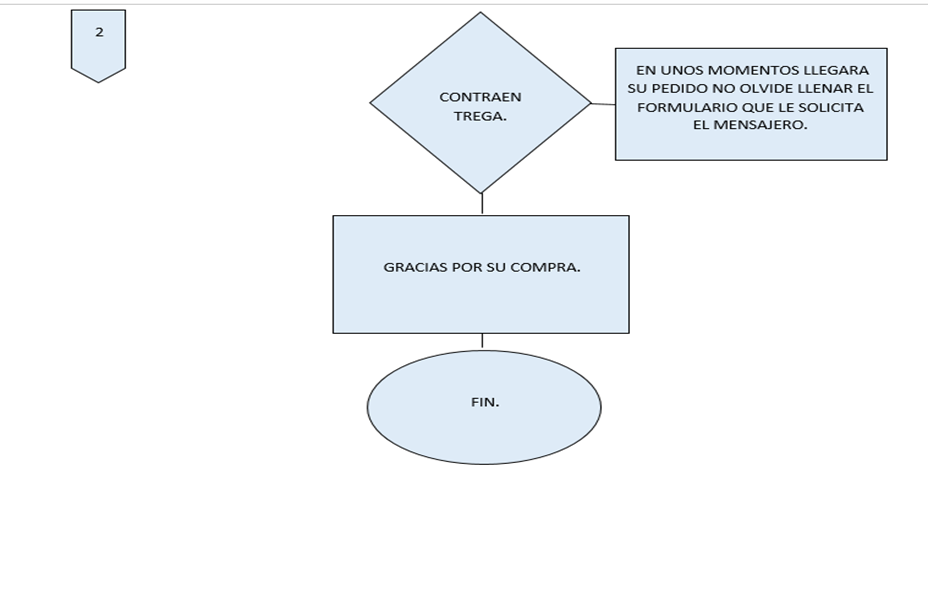 2
CONTRAEN
TREGA.
EN UNOS MOMENTOS LLEGARA
SU PEDIDO NO OLVIDE LLENAR EL
FORMULARIO QUE LE SOLICITA
EL MENSAJERO.
GRACIAS POR SU COMPRA.
FIN.